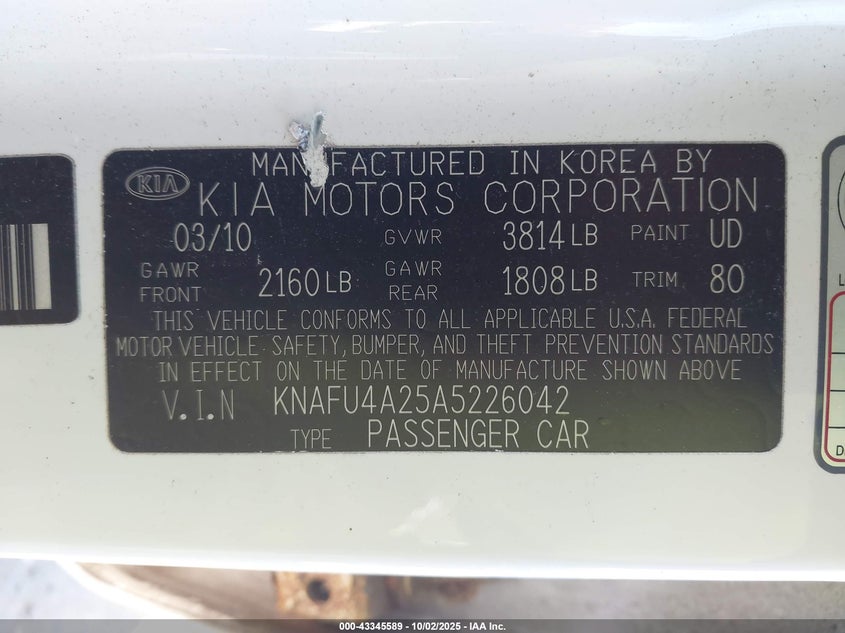 MANUFACTURED IN KOREA BY
KIA
KIA MOTORS CORPORATION
03/10 GVWR 3814 LB PAINT UD
GAWR FRONT 2160 LB GAWR REAR 1808 LB TRIM 80
THIS VEHICLE CONFORMS TO ALL APPLICABLE U.S.A. FEDERAL
MOTOR VEHICLE SAFETY, BUMPER, AND THEFT PREVENTION STANDARDS
IN EFFECT ON THE DATE OF MANUFACTURE SHOWN ABOVE
V.I.N KNAFU4A25A5226042
TYPE PASSENGER CAR
000-43345589 - 10/02/2025 - IAA Inc.